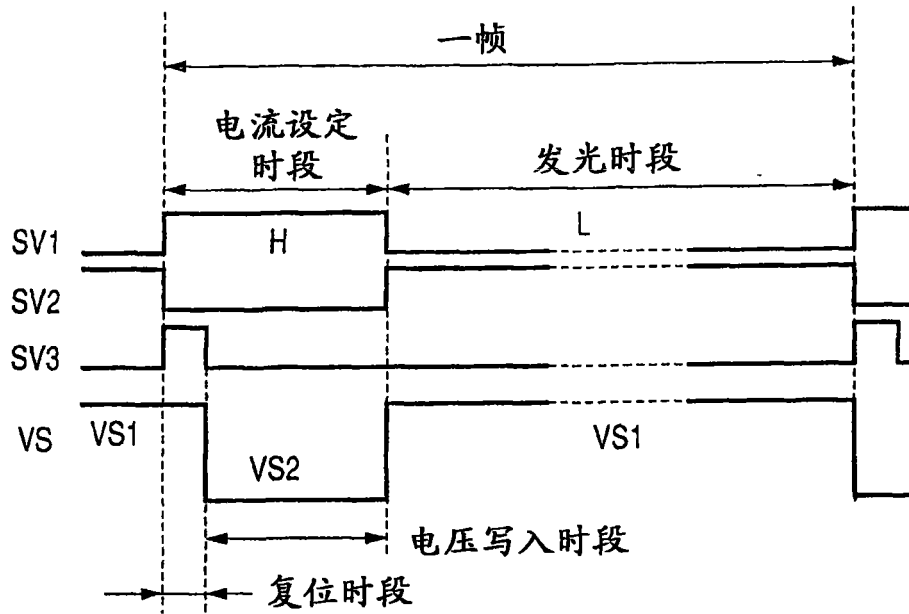 一帧
电流设定
时段
发光时段
SV1
H
L
SV2
SV3
VS
VS1
VS2
VS1
电压写入时段
复位时段